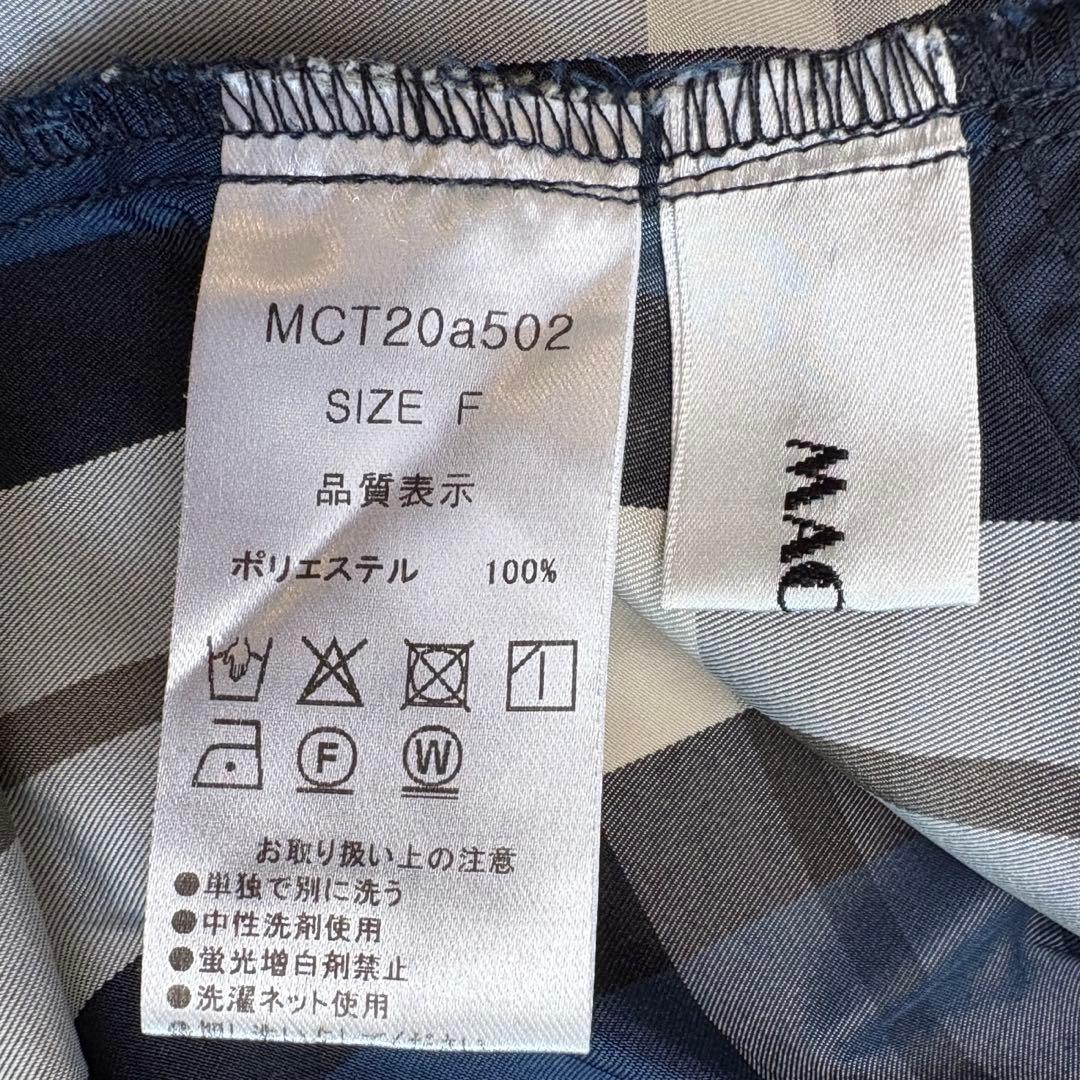 MCT20a502
SIZE F
品質表示
ポリエステル 100%
F W
お取り扱い上の注意
●単独で別に洗う
●中性洗剤使用
●蛍光増白剤禁止
●洗濯ネット使用
MAC